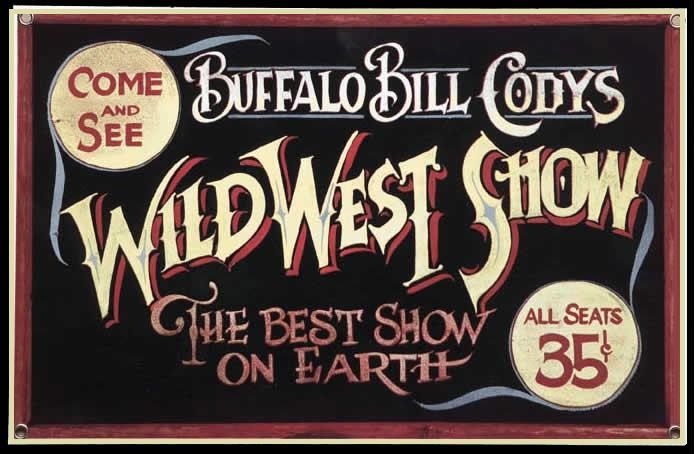 COME
AND
SEE
BUFFALO BILL CODYS
WILD WEST SHOW
THE BEST SHOW
ON EARTH
ALL SEATS
35¢